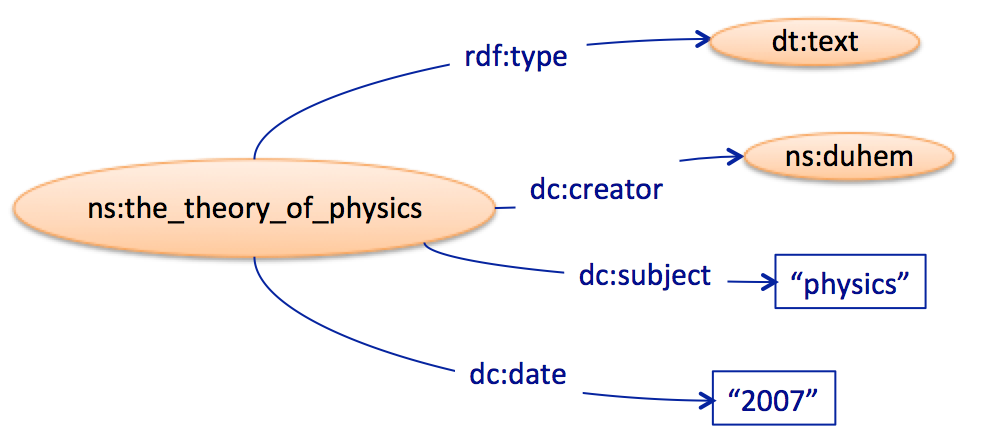 dt:text
rdf:type
ns:duhem
dc:creator
ns:the_theory_of_physics
dc:subject
“physics”
dc:date
“2007”